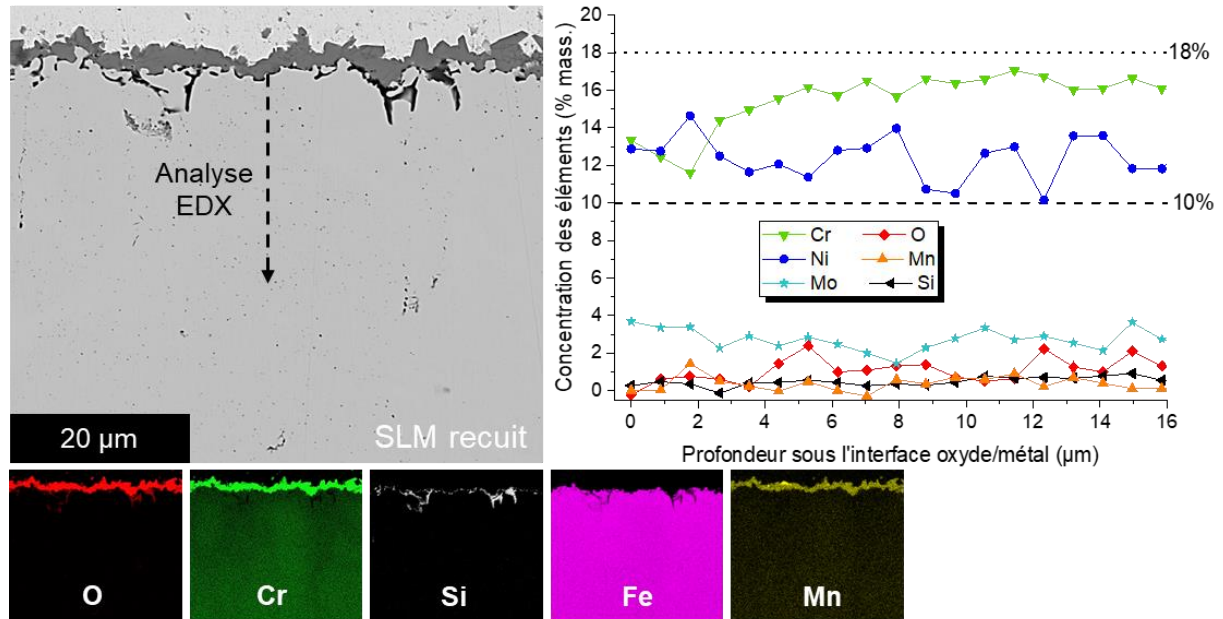 Analyse
EDX
20 µm
SLM recuit
Concentration des éléments (% mass.)
20
18
16
14
12
10
8
6
4
2
0
18%
10%
Cr
O
Ni
Mn
Mo
Si
0
2
4
6
8
10
12
14
16
Profondeur sous l'interface oxyde/métal (µm)
O
Cr
Si
Fe
Mn